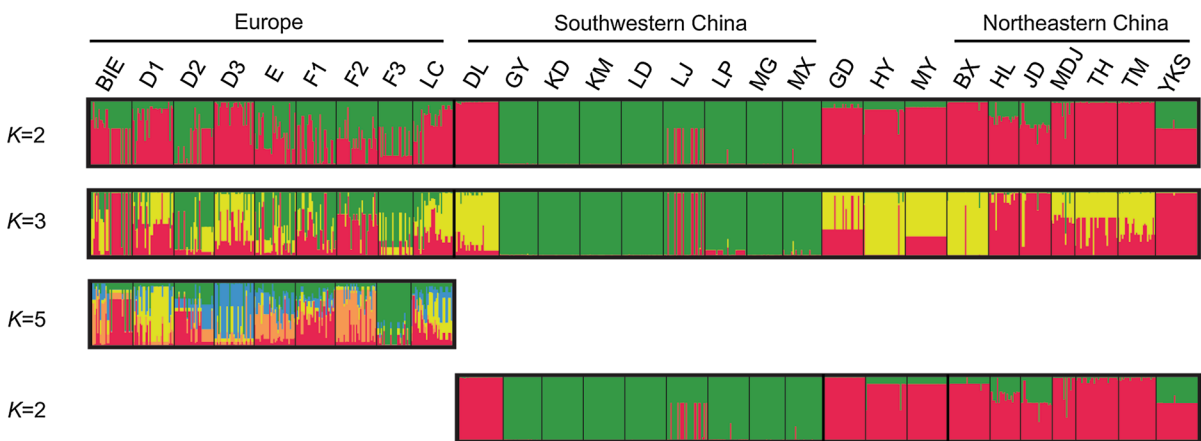 Europe Southwestern China Northeastern China
BIE D1 D2 D3 E F1 F2 F3 LC DL GY KD KM LD LJ LP MG MX GD HY MY BX HL JD MDJ TH TM YKS
K=2
K=3
K=5
K=2